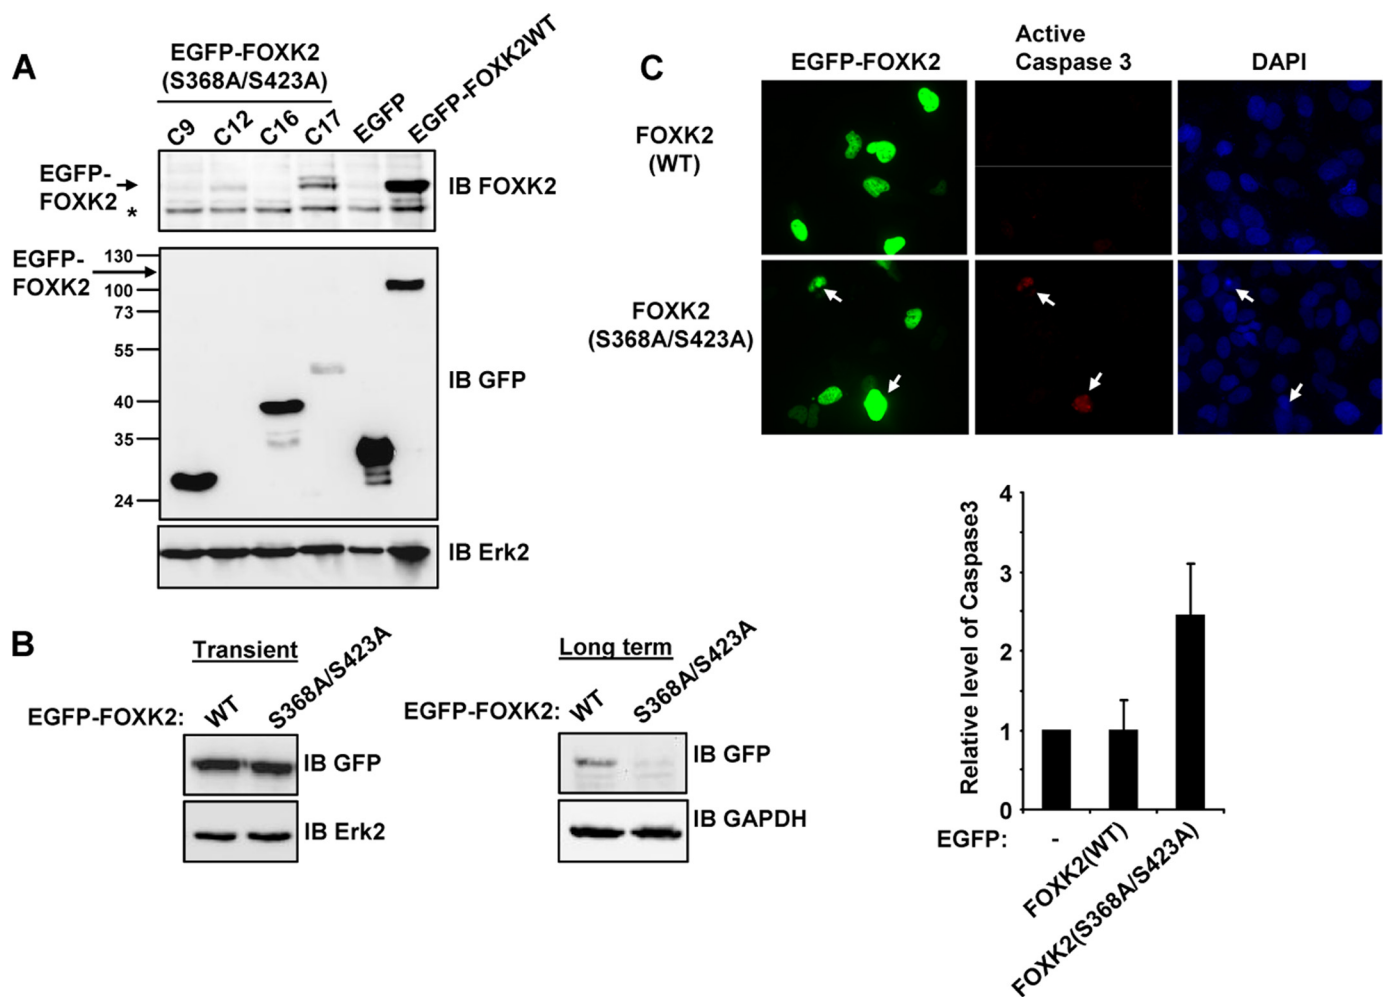 A
EGFP-FOXK2
(S368A/S423A)
C9
C12
C16
C17
EGFP
EGFP-FOXK2WT
EGFP-
FOXK2
*
IB FOXK2
EGFP-
FOXK2
130
100
73
55
40
35
24
IB GFP
IB Erk2
B
Transient
EGFP-FOXK2:
WT
S368A/S423A
IB GFP
IB Erk2
Long term
EGFP-FOXK2:
WT
S368A/S423A
IB GFP
IB GAPDH
C
EGFP-FOXK2
Active
Caspase 3
DAPI
FOXK2
(WT)
FOXK2
(S368A/S423A)
Relative level of Caspase3
4
3
2
1
0
EGFP:
-
FOXK2(WT)
FOXK2(S368A/S423A)